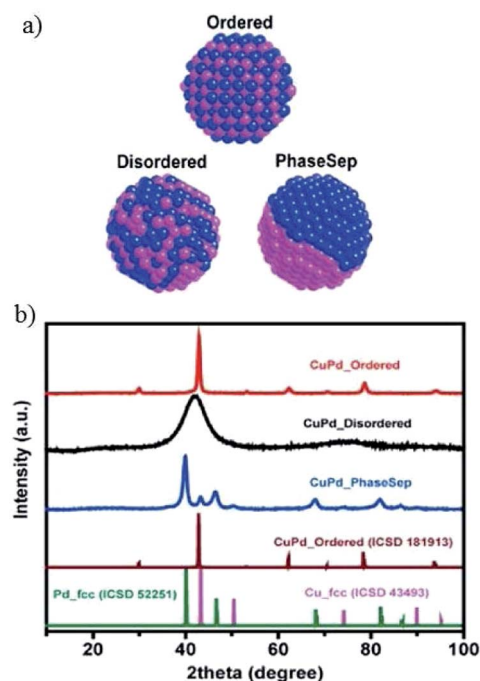 a)
Ordered
Disordered PhaseSep
b)
CuPd_Ordered
CuPd_Disordered
CuPd_PhaseSep
CuPd_Ordered (ICSD 181913)
Pd_fcc (ICSD 52251) Cu_fcc (ICSD 43493)
Intensity (a.u.)
20 40 60 80 100
2theta (degree)